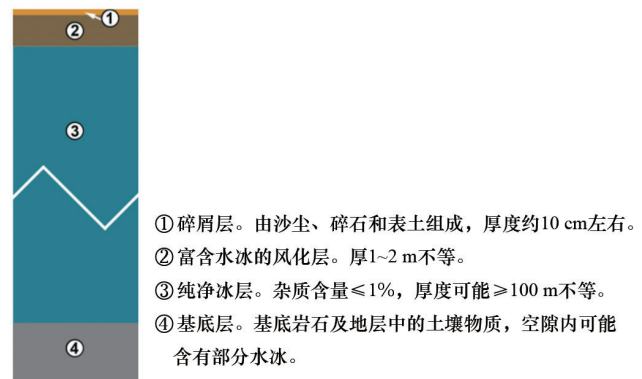 ①
②
③
④
①碎屑层。由沙尘、碎石和表土组成，厚度约10 cm左右。
②富含水冰的风化层。厚1~2 m不等。
③纯净冰层。杂质含量≤1%，厚度可能≥100 m不等。
④基底层。基底岩石及地层中的土壤物质，空隙内可能
含有部分水冰。